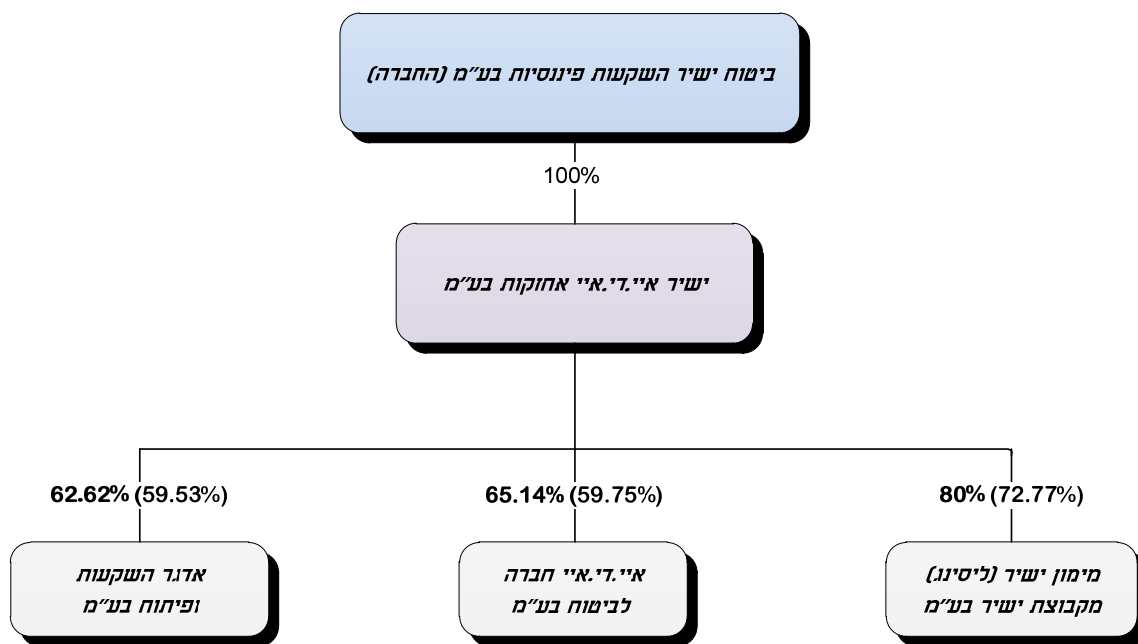 ביטוח ישיר השקעות פיננסיות בע"מ (החברה)
100%
ישיר איי.די.איי אחזקות בע"מ
80% (72.77%)
65.14% (59.75%)
62.62% (59.53%)
מימון ישיר (ליסינג)
מקבוצת ישיר בע"מ
איי.די.איי חברה
לביטוח בע"מ
אדגר השקעות
ופיתוח בע"מ